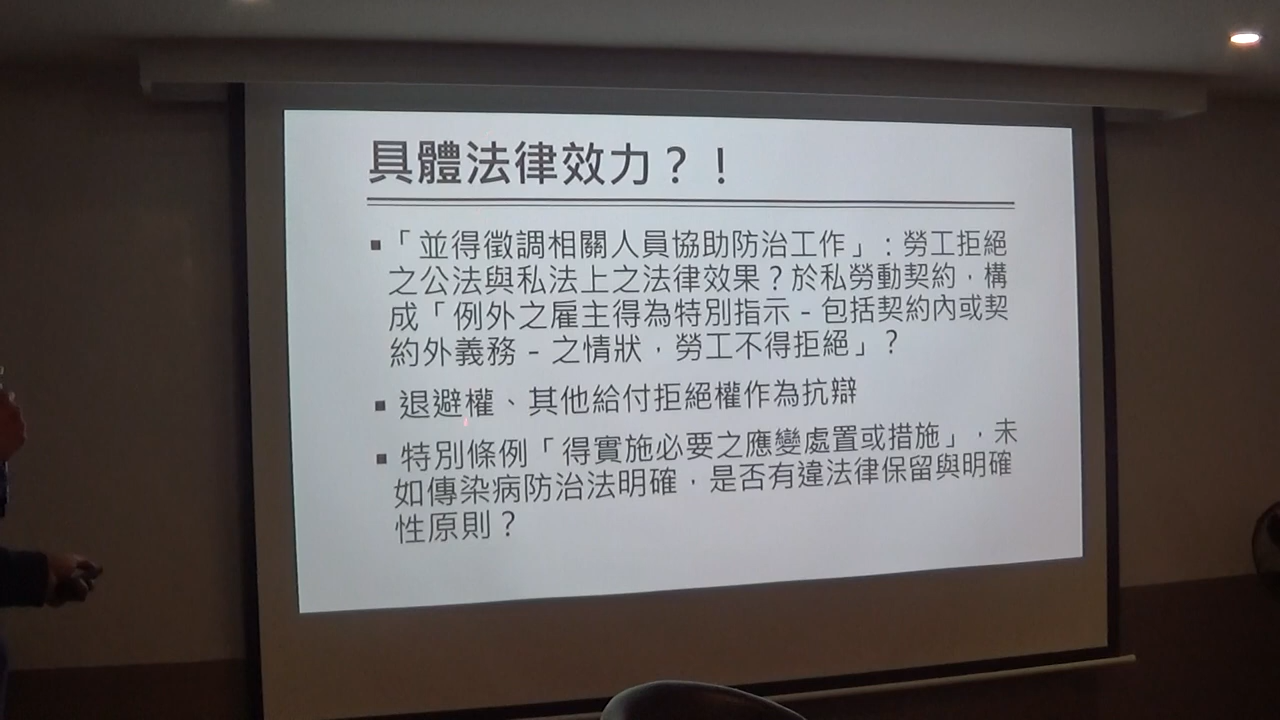 具體法律效力？！
▪「並得徵調相關人員協助防治工作」：勞工拒絕
之公法與私法上之法律效果？於私勞動契約，構
成「例外之雇主得為特別指示－包括契約內或契
約外義務－之情狀，勞工不得拒絕」？
▪ 退避權、其他給付拒絕權作為抗辯
▪ 特別條例「得實施必要之應變處置或措施」，未
如傳染病防治法明確，是否有違法律保留與明確
性原則？